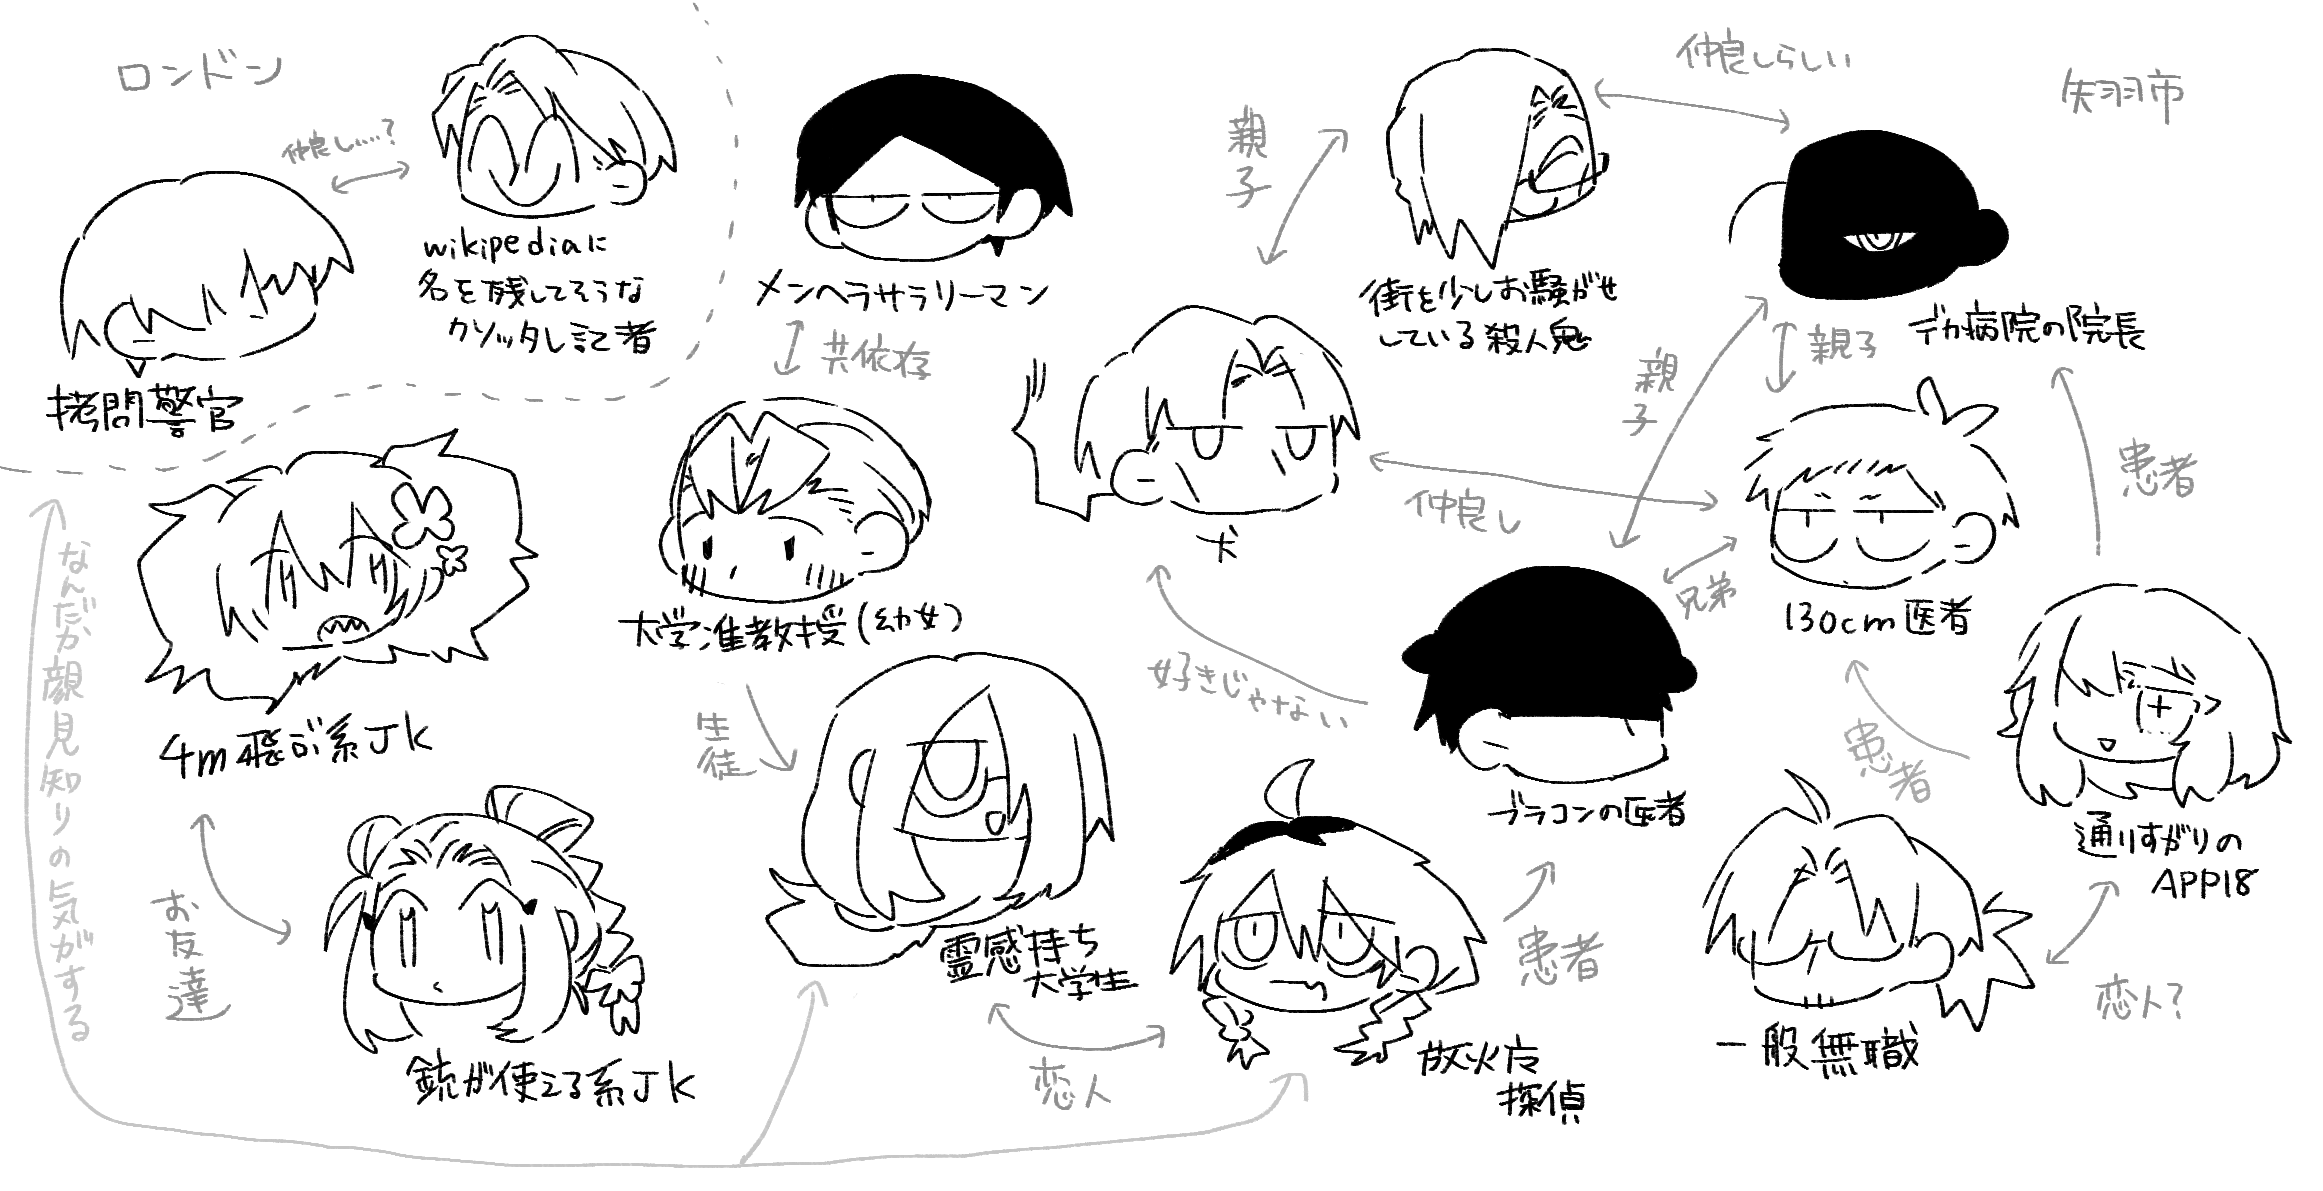 ロンドン
仲良し……?
wikipediaに
名を残してそうな
クソッタレ記者
拷問警官
メンヘラサラリーマン
共依存
親子
仲良しらしい
矢羽市
街を少しお騒がせ
している殺人鬼
デカ病院の院長
親子
親子
患者
犬
仲良し
兄弟
130cm医者
大学准教授(幼女)
4m飛ぶ系JK
なんだか顔見知りの気がする
生徒
好きじゃない
ブラコンの医者
患者
通りすがりの
APP18
お友達
銃が使える系JK
霊感持ち
大学生
恋人
患者
放火方
探偵
一般無職
恋人?